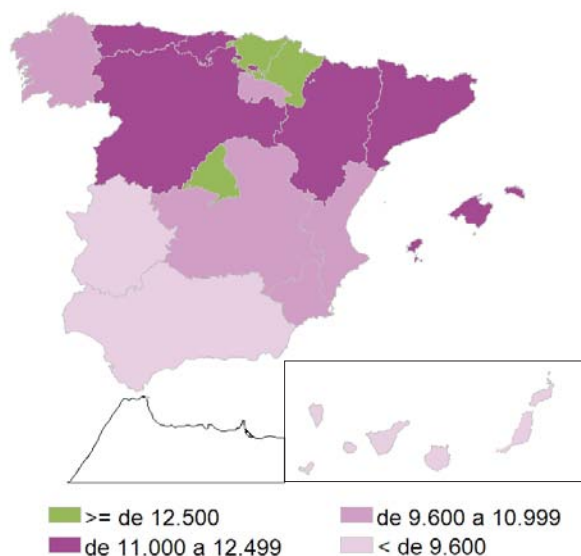 >= de 12.500
de 9.600 a 10.999
de 11.000 a 12.499
< de 9.600